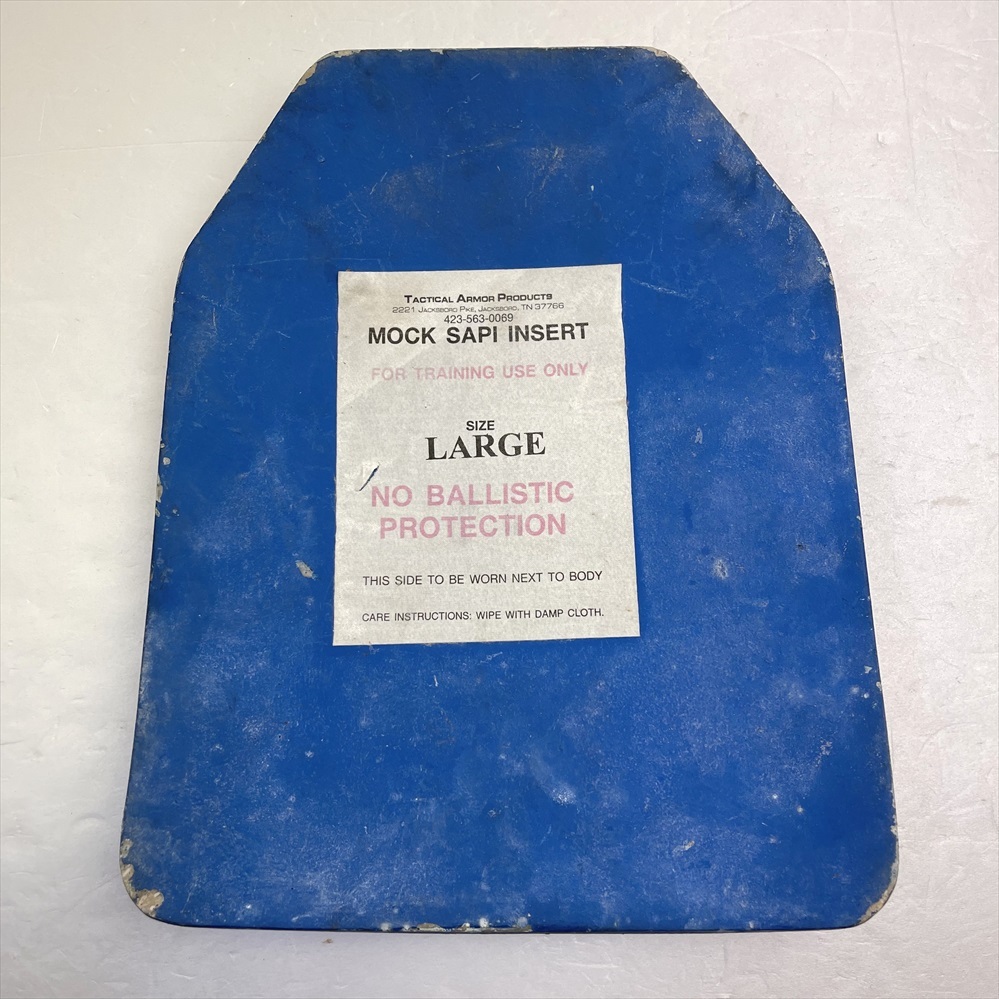 TACTICAL ARMOR PRODUCTS
2221 JACKSBORO PIKE, JACKSBORO, TN 37766
423-563-0069
MOCK SAPI INSERT
FOR TRAINING USE ONLY
SIZE
LARGE
NO BALLISTIC
PROTECTION
THIS SIDE TO BE WORN NEXT TO BODY
CARE INSTRUCTIONS: WIPE WITH DAMP CLOTH.